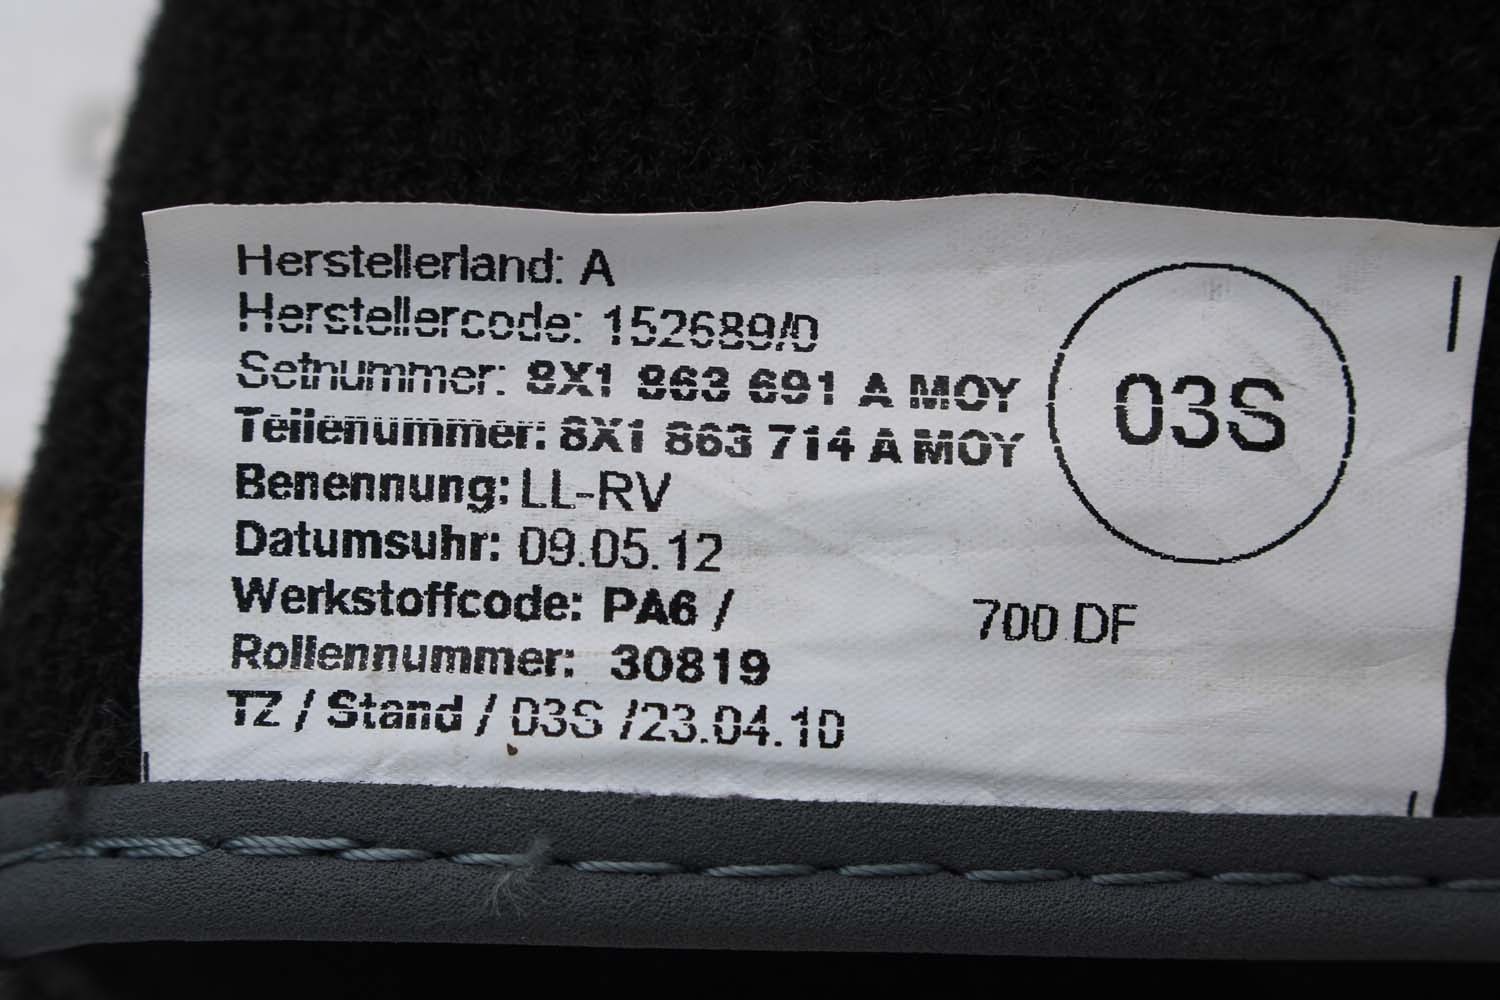 Herstellerland: A
Herstellercode: 152689/0
Setnummer: 8X1 863 691 A MOY
Teilenummer: 8X1 863 714 A MOY
03S
Benennung: LL-RV
Datumsuhr: 09.05.12
Werkstoffcode: PA6 / 700 DF
Rollennummer: 30819
TZ / Stand / 03S /23.04.10